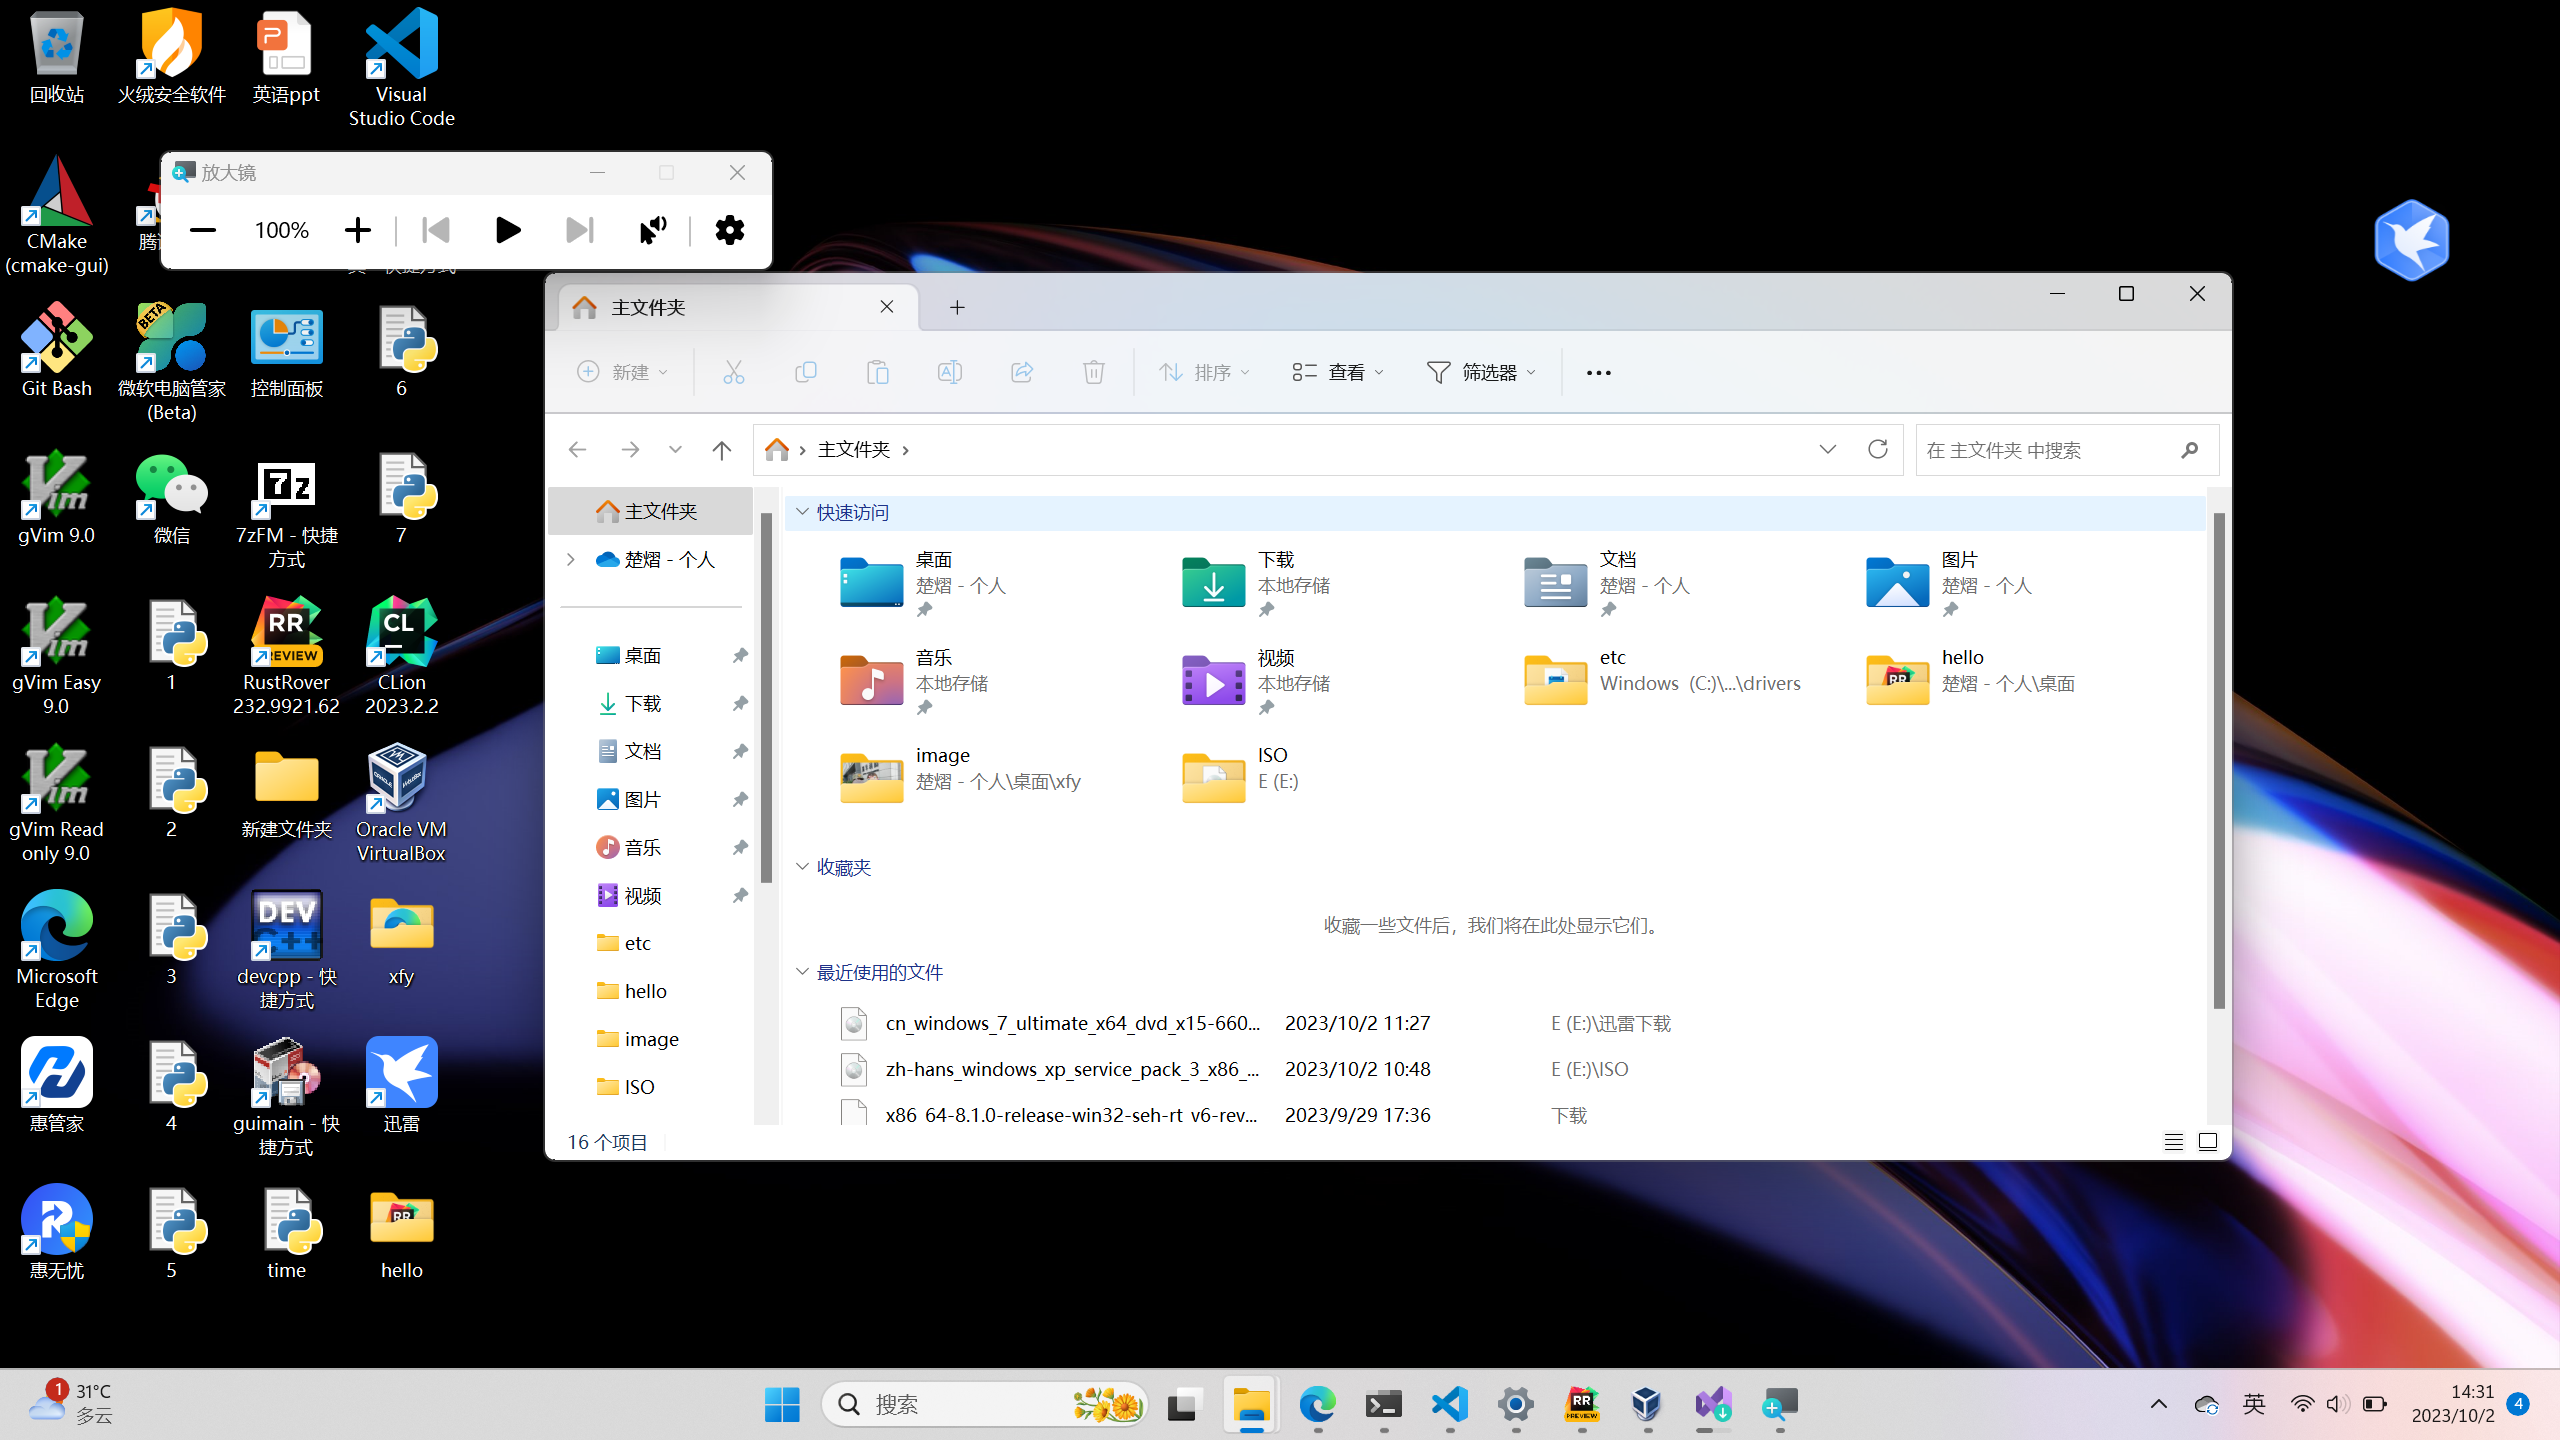 回收站
火绒安全软件
英语ppt
Visual
Studio Code
放大镜
100%
CMake
(cmake-gui)
Git Bash
BETA
微软电脑管家
(Beta)
控制面板
6
gVim 9.0
微信
7zFM - 快捷
方式
7
gVim Easy
9.0
1
RustRover
232.9921.62
CLion
2023.2.2
gVim Read
only 9.0
2
新建文件夹
Oracle VM
VirtualBox
Microsoft
Edge
3
devcpp - 快
捷方式
xfy
惠管家
4
guimain - 快
捷方式
迅雷
惠无忧
5
time
hello
主文件夹
新建
排序
查看
筛选器
主文件夹
在 主文件夹 中搜索
主文件夹
楚熠 - 个人
桌面
下载
文档
图片
音乐
视频
etc
hello
image
ISO
快速访问
桌面
楚熠 - 个人
下载
本地存储
文档
楚熠 - 个人
图片
楚熠 - 个人
音乐
本地存储
视频
本地存储
etc
Windows (C:)\...\drivers
hello
楚熠 - 个人\桌面
image
楚熠 - 个人\桌面\xfy
ISO
E (E:)
收藏夹
收藏一些文件后，我们将在此处显示它们。
最近使用的文件
cn_windows_7_ultimate_x64_dvd_x15-660... 2023/10/2 11:27 E (E:)\迅雷下载
zh-hans_windows_xp_service_pack_3_x86_... 2023/10/2 10:48 E (E:)\ISO
x86_64-8.1.0-release-win32-seh-rt_v6-rev... 2023/9/29 17:36 下载
16 个项目
1
31°C
多云
搜索
英
14:31
2023/10/2
4